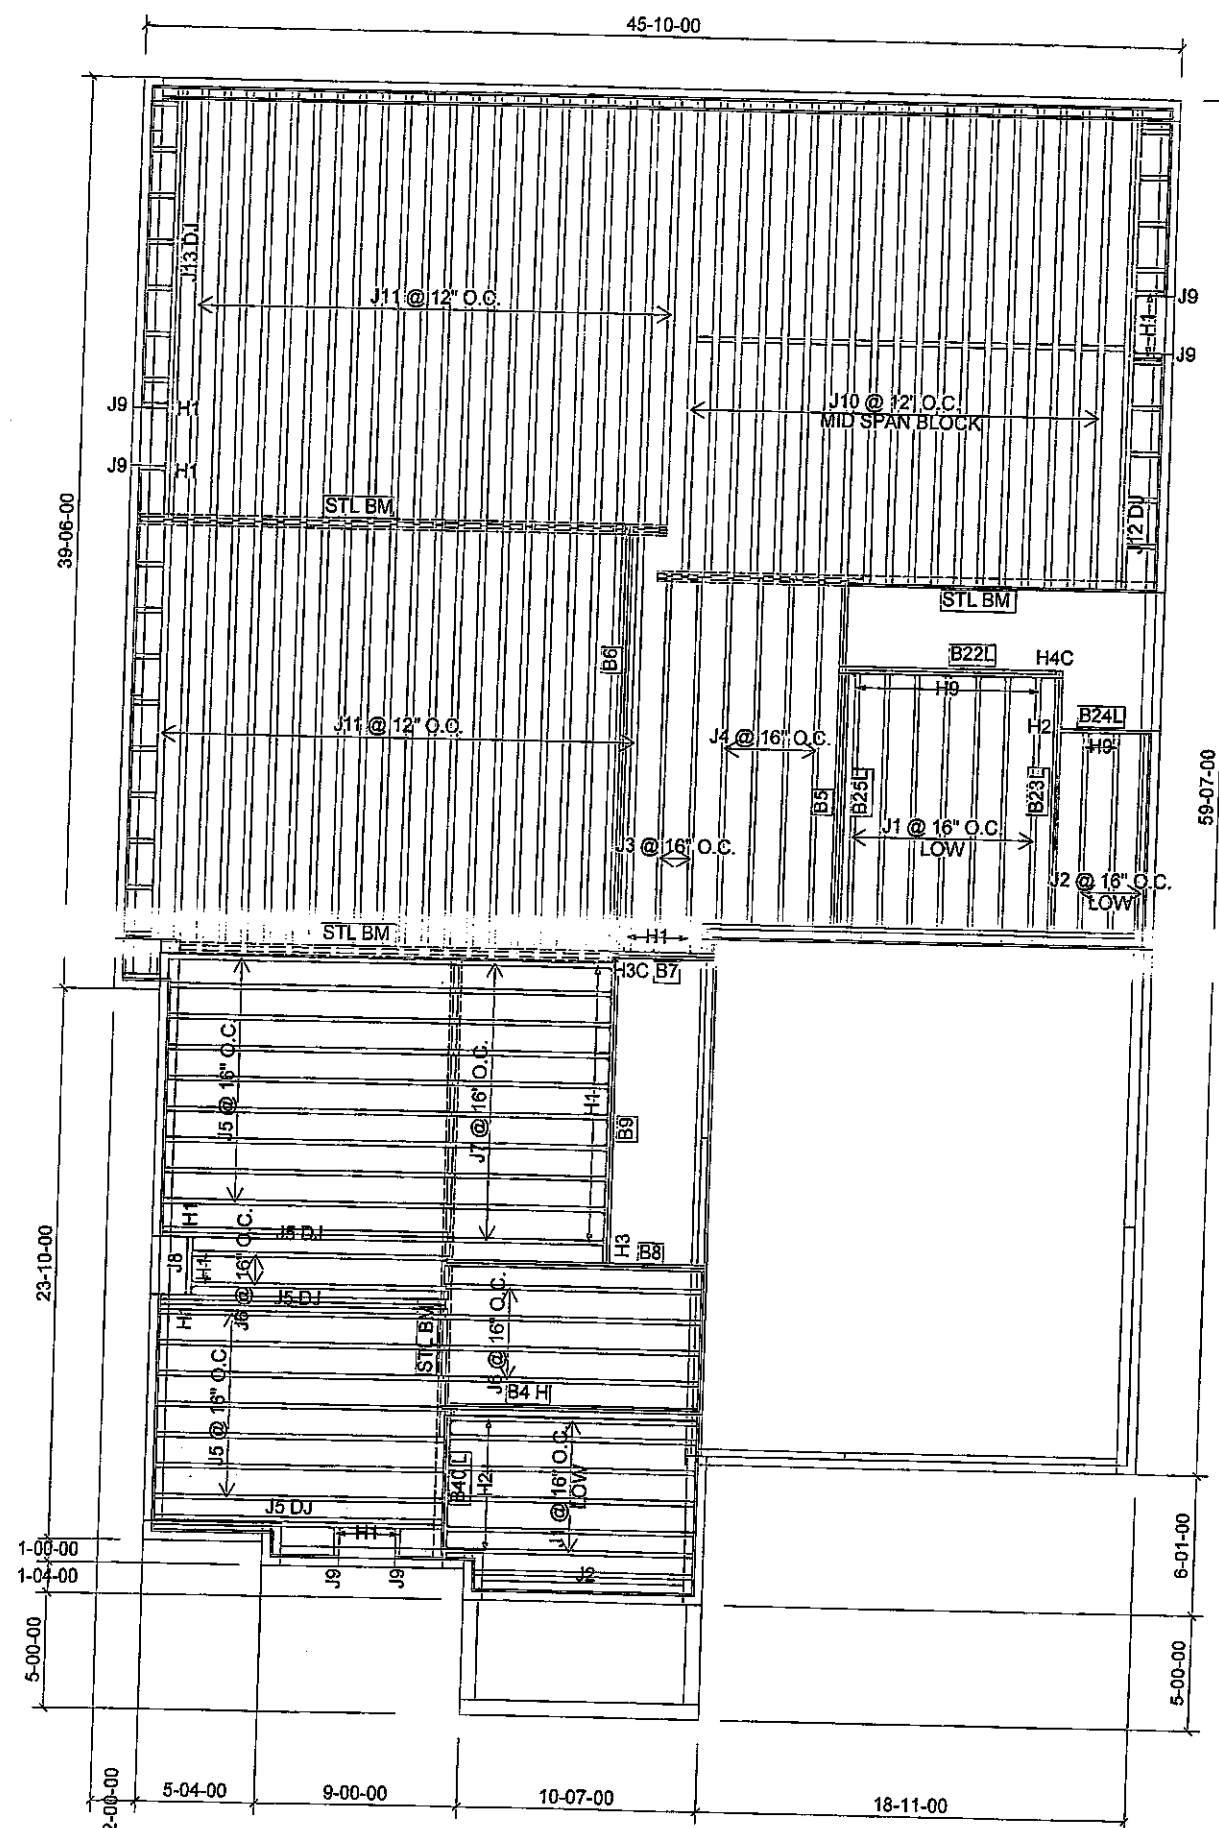 45-10-00
J13 DJ
J11 @ 12" O.C.
J9
H1
J9
J10 @ 12" O.C.
MID SPAN BLOCK
J9
H1
J9
H1
STL BM
39-06-00
J12 DJ
STL BM
B6
B22L
H4C
H9
J11 @ 12" O.C.
J4 @ 16" O.C.
H2
B24L
H9
59-07-00
B5
B25L
B23L
J1 @ 16" O.C.
LOW
J3 @ 16" O.C.
J2 @ 16" O.C.
LOW
STL BM
H1
H3C
B7
J5 @ 16" O.C.
J7 @ 16" O.C.
H1
B9
H1
J5 DJ
H3
B8
J8
H1
J6 @ 16" O.C.
23-10-00
J5 DJ
H1
STL BM
J6 @ 16" O.C.
B4 H
J5 @ 16" O.C.
B40 L
H2
J1 @ 16" O.C.
LOW
J5 DJ
H1
1-00-00
1-04-00
J9
J9
J2
6-01-00
5-00-00
5-00-00
2-00-00
5-04-00
9-00-00
10-07-00
18-11-00